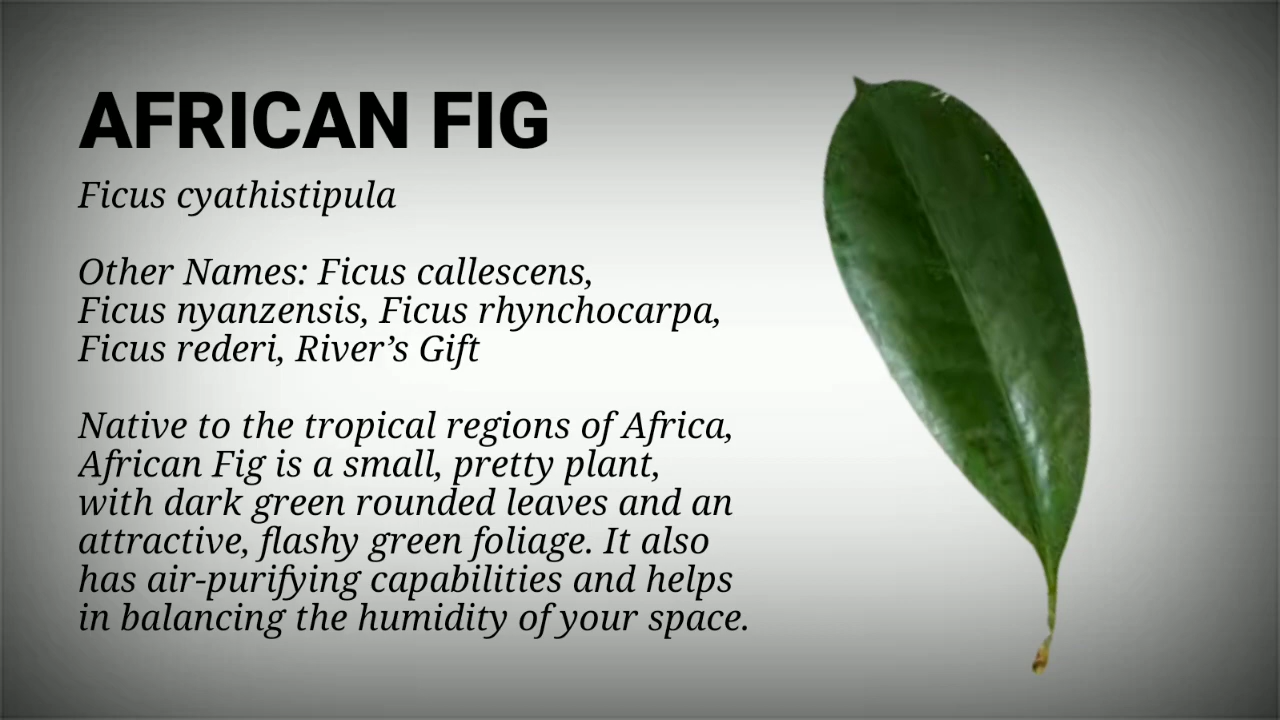 AFRICAN FIG
Ficus cyathistipula
Other Names: Ficus callescens,
Ficus nyanzensis, Ficus rhynchocarpa,
Ficus rederi, River’s Gift
Native to the tropical regions of Africa,
African Fig is a small, pretty plant,
with dark green rounded leaves and an
attractive, flashy green foliage. It also
has air-purifying capabilities and helps
in balancing the humidity of your space.